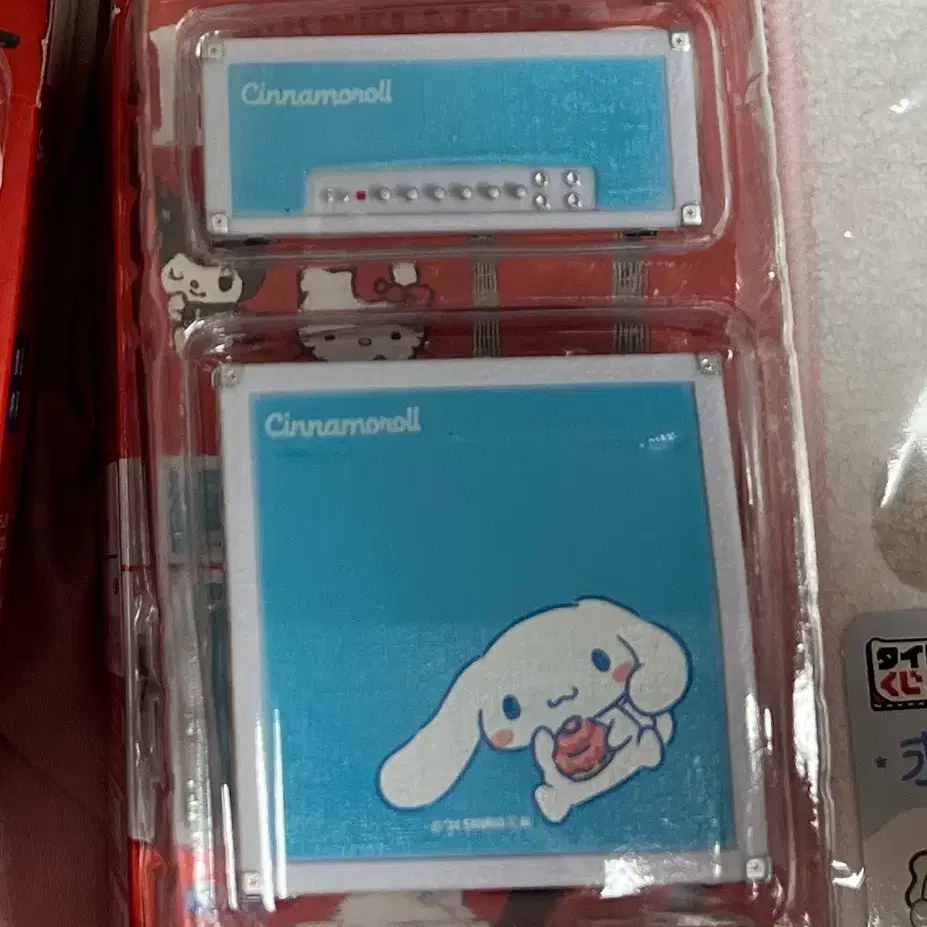 Cinnamoroll
Cinnamoroll
タイ
くじ